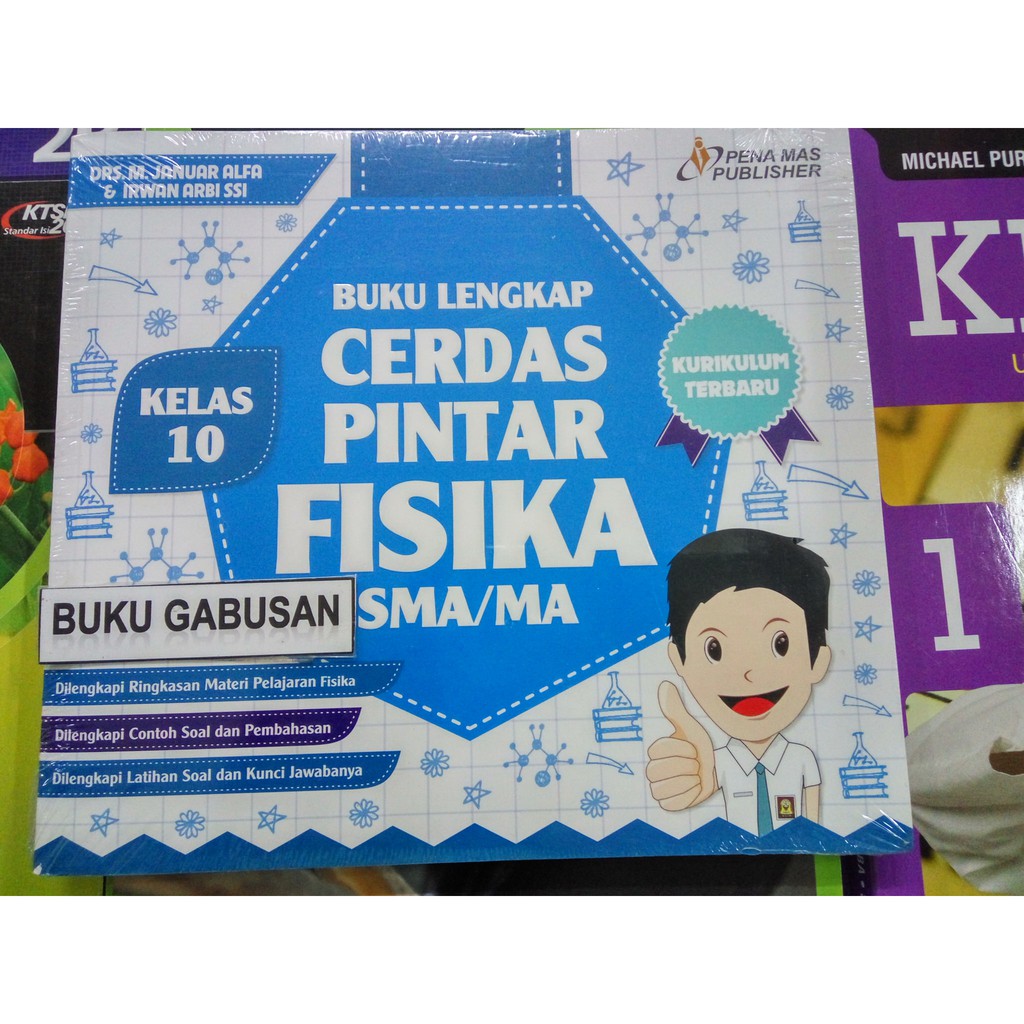 DRS. M. JANUAR ALFA
& IRWAN ARBI SSI
PENA MAS
PUBLISHER
BUKU LENGKAP
CERDAS
PINTAR
FISIKA
SMA/MA
KELAS
10
KURIKULUM
TERBARU
BUKU GABUSAN
Dilengkapi Ringkasan Materi Pelajaran Fisika
Dilengkapi Contoh Soal dan Pembahasan
Dilengkapi Latihan Soal dan Kunci Jawabanya
Standar Isi
MICHAEL PUR
1